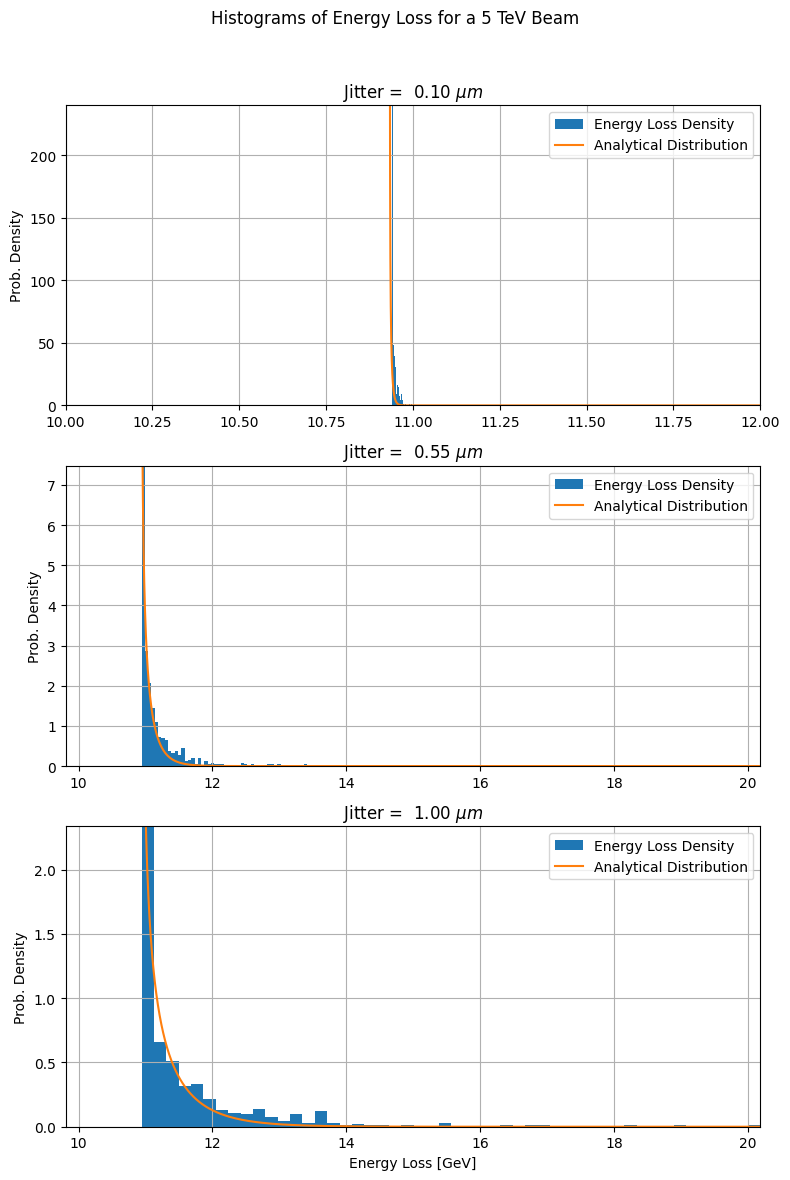 Histograms of Energy Loss for a 5 TeV Beam
Jitter =  0.10 μm
Energy Loss Density
Analytical Distribution
Prob. Density
200
150
100
50
0
10.00 10.25 10.50 10.75 11.00 11.25 11.50 11.75 12.00
Jitter =  0.55 μm
Energy Loss Density
Analytical Distribution
Prob. Density
7
6
5
4
3
2
1
0
10 12 14 16 18 20
Jitter =  1.00 μm
Energy Loss Density
Analytical Distribution
Prob. Density
2.0
1.5
1.0
0.5
0.0
10 12 14 16 18 20
Energy Loss [GeV]